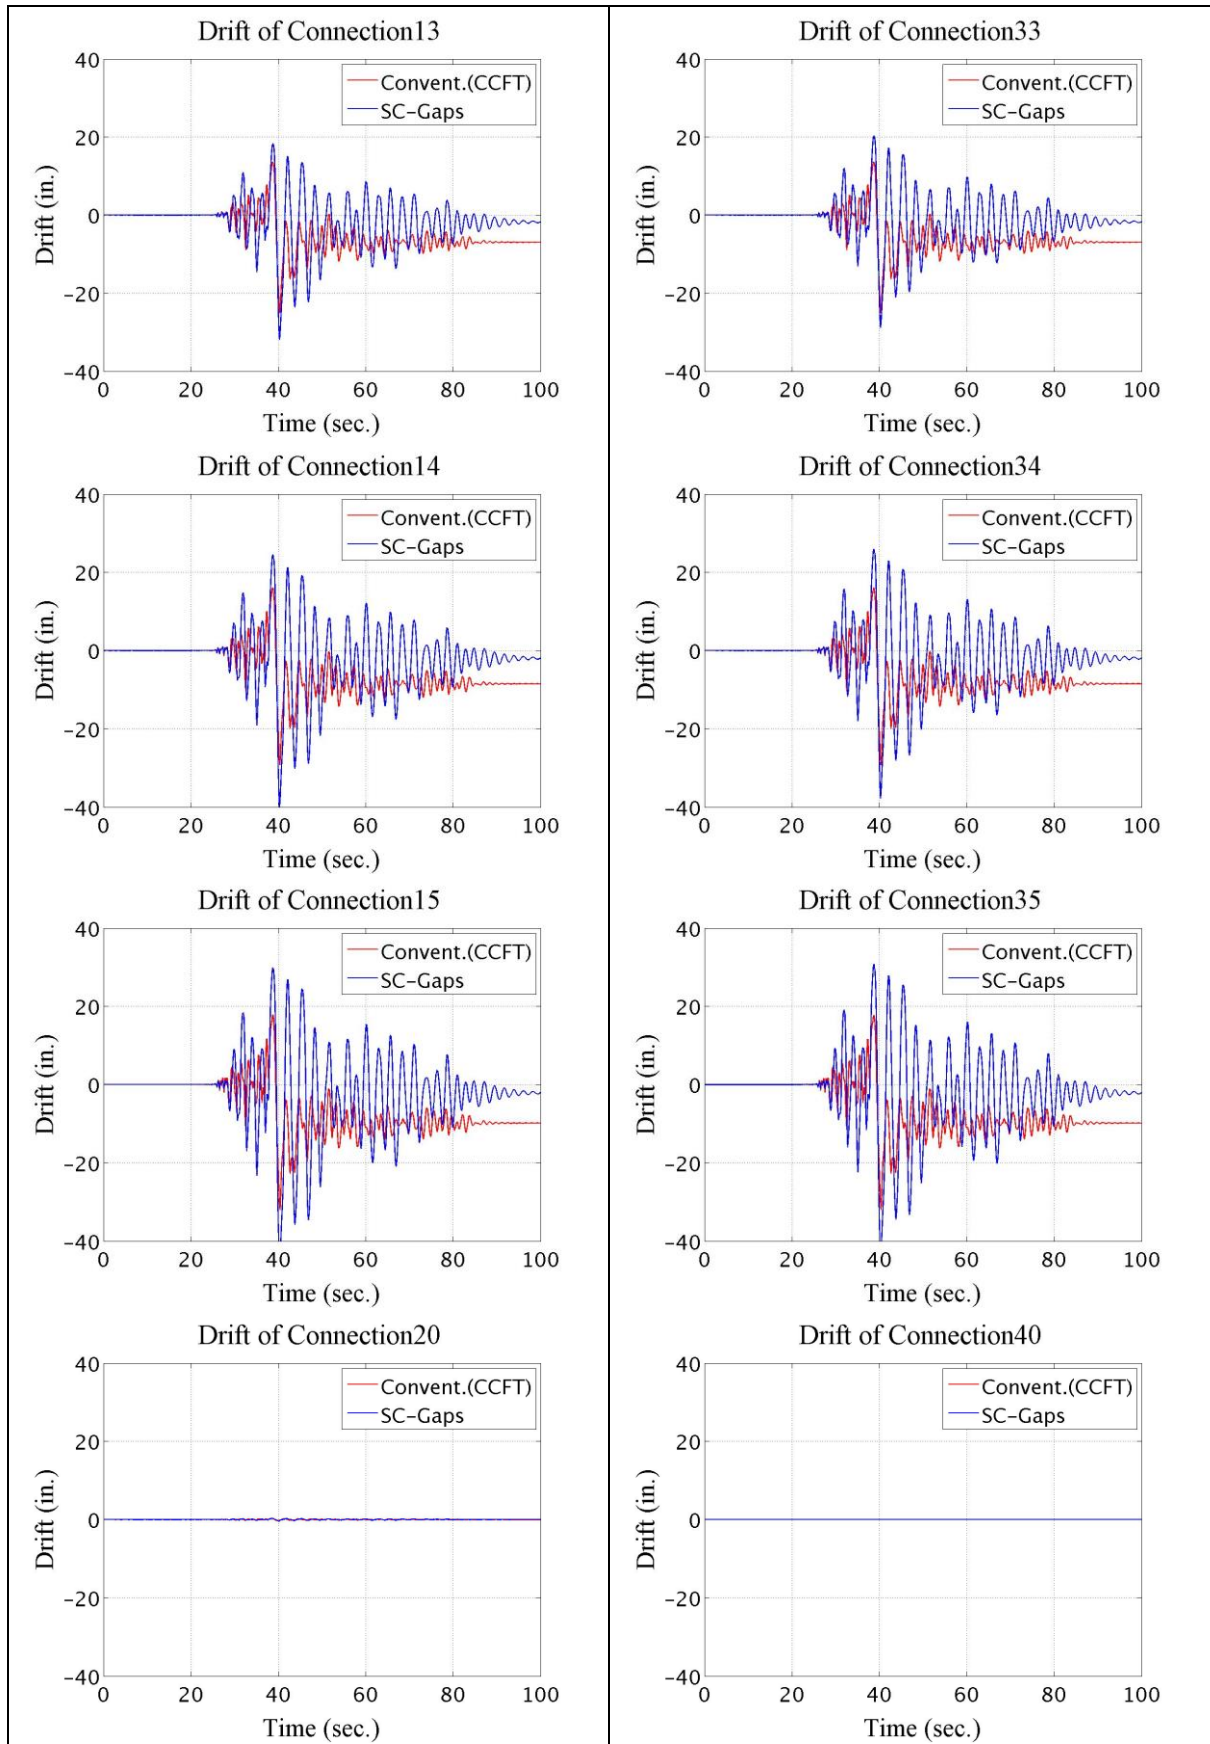 Drift of Connection13
40
20
0
−20
−40
Drift (in.)
Convent.(CCFT)
SC−Gaps
0 20 40 60 80 100
Time (sec.)
Drift of Connection33
40
20
0
−20
−40
Drift (in.)
Convent.(CCFT)
SC−Gaps
0 20 40 60 80 100
Time (sec.)
Drift of Connection14
40
20
0
−20
−40
Drift (in.)
Convent.(CCFT)
SC−Gaps
0 20 40 60 80 100
Time (sec.)
Drift of Connection34
40
20
0
−20
−40
Drift (in.)
Convent.(CCFT)
SC−Gaps
0 20 40 60 80 100
Time (sec.)
Drift of Connection15
40
20
0
−20
−40
Drift (in.)
Convent.(CCFT)
SC−Gaps
0 20 40 60 80 100
Time (sec.)
Drift of Connection35
40
20
0
−20
−40
Drift (in.)
Convent.(CCFT)
SC−Gaps
0 20 40 60 80 100
Time (sec.)
Drift of Connection20
40
20
0
−20
−40
Drift (in.)
Convent.(CCFT)
SC−Gaps
0 20 40 60 80 100
Time (sec.)
Drift of Connection40
40
20
0
−20
−40
Drift (in.)
Convent.(CCFT)
SC−Gaps
0 20 40 60 80 100
Time (sec.)